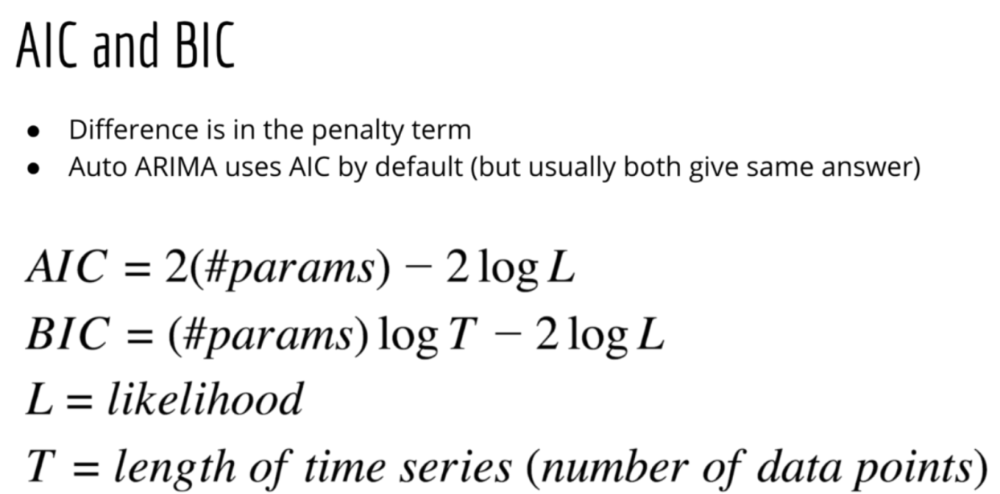 AIC and BIC
● Difference is in the penalty term
● Auto ARIMA uses AIC by default (but usually both give same answer)
AIC = 2(#params) − 2 log L
BIC = (#params) log T − 2 log L
L = likelihood
T = length of time series (number of data points)